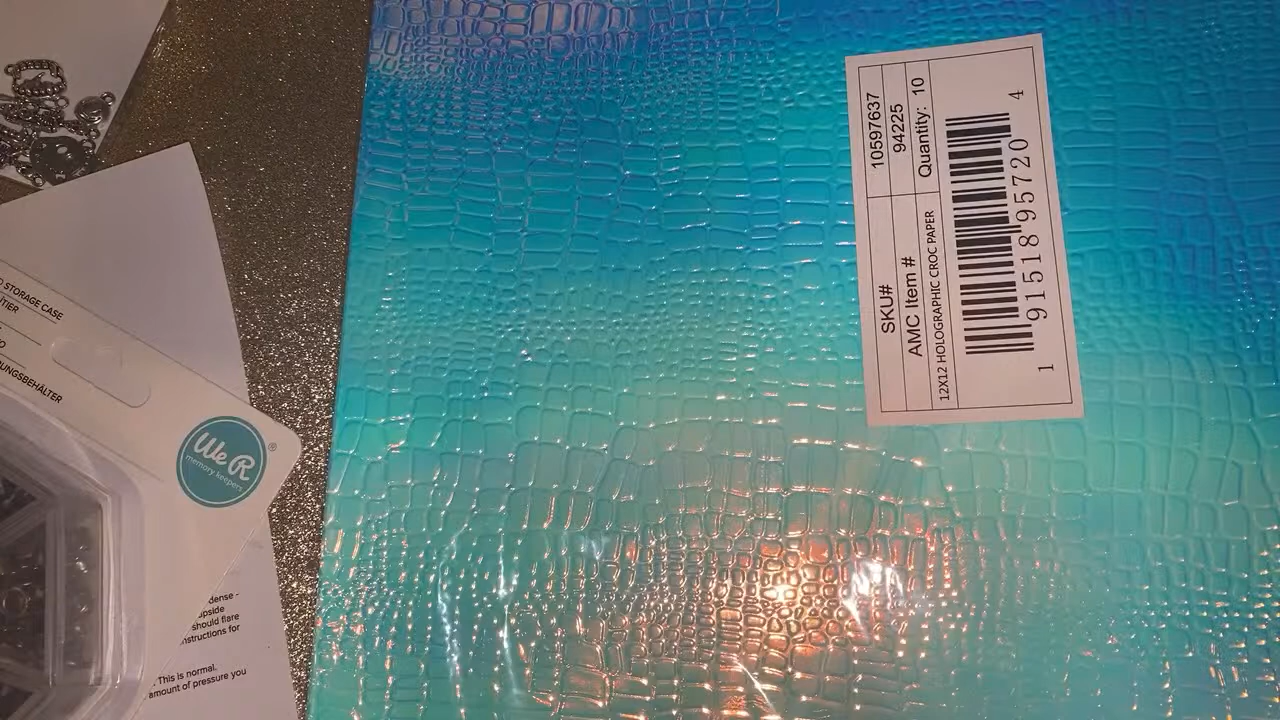 SKU#
10597637
AMC Item #
94225
12X12 HOLOGRAPHIC CROC PAPER
Quantity: 10
1 91518 95720 4
STORAGE CASE
We R
memory keepers
®
dense -
upside
should flare
instructions for
This is normal.
amount of pressure you